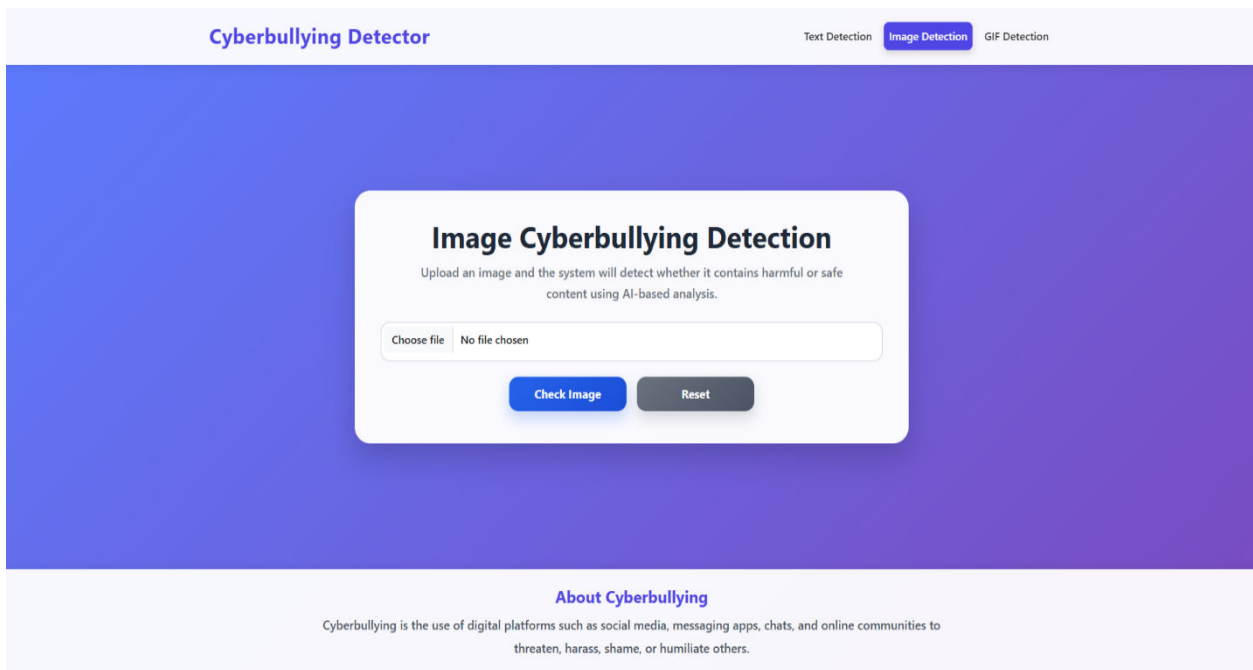 Cyberbullying Detector
Text Detection
Image Detection
GIF Detection
Image Cyberbullying Detection
Upload an image and the system will detect whether it contains harmful or safe
content using AI-based analysis.
Choose file No file chosen
Check Image
Reset
About Cyberbullying
Cyberbullying is the use of digital platforms such as social media, messaging apps, chats, and online communities to
threaten, harass, shame, or humiliate others.